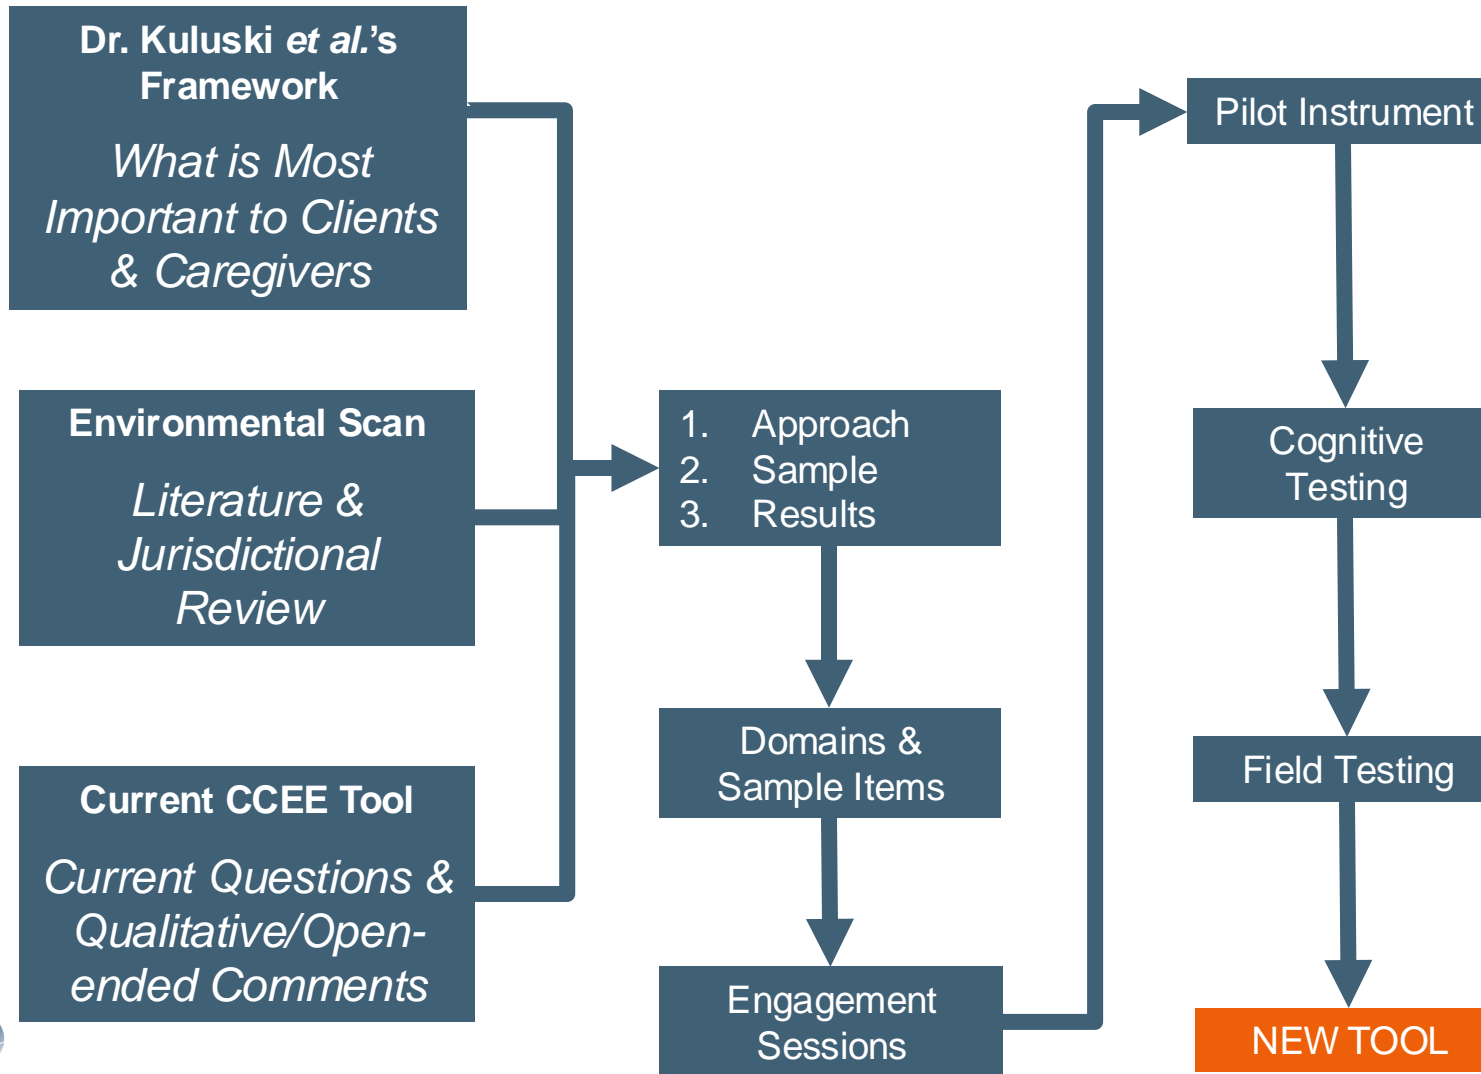 Dr. Kuluski et al.'s
Framework
What is Most
Important to Clients
& Caregivers
Environmental Scan
Literature &
Jurisdictional
Review
Current CCEE Tool
Current Questions &
Qualitative/Open-
ended Comments
1. Approach
2. Sample
3. Results
Domains &
Sample Items
Engagement
Sessions
Pilot Instrument
Cognitive
Testing
Field Testing
NEW TOOL